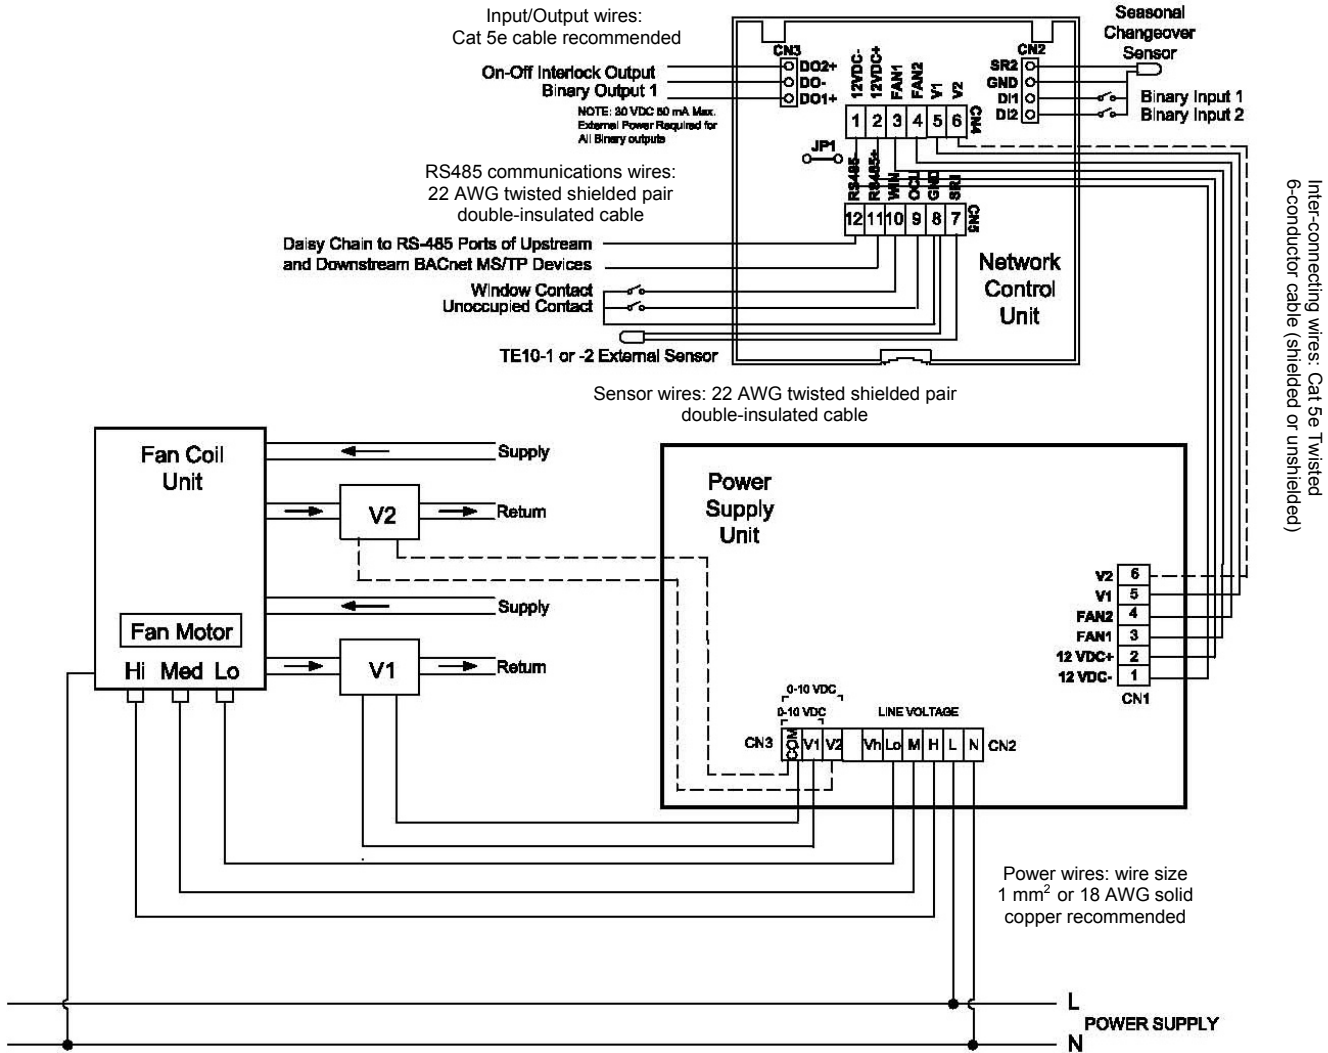 Input/Output wires:
Cat 5e cable recommended
On-Off Interlock Output
Binary Output 1
NOTE: 30 VDC 50 mA Max.
External Power Required for
All Binary outputs
CN3
DO2+
DO-
DO1+
12VDC-
12VDC+
FAN1
FAN2
V1
V2
1 2 3 4 5 6
CN4
JP1
RS485-
RS485+
WIN
OCU
GND
SR1
12 11 10 9 8 7
CN5
CN2
SR2
GND
DI1
DI2
Seasonal
Changeover
Sensor
Binary Input 1
Binary Input 2
RS485 communications wires:
22 AWG twisted shielded pair
double-insulated cable
Daisy Chain to RS-485 Ports of Upstream
and Downstream BACnet MS/TP Devices
Window Contact
Unoccupied Contact
TE10-1 or -2 External Sensor
Network
Control
Unit
Inter-connecting wires: Cat 5e Twisted
6-conductor cable (shielded or unshielded)
Sensor wires: 22 AWG twisted shielded pair
double-insulated cable
Fan Coil
Unit
Supply
V2
Return
Supply
Fan Motor
Hi Med Lo
V1
Return
Power
Supply
Unit
V2 6
V1 5
FAN2 4
FAN1 3
12 VDC+ 2
12 VDC- 1
CN1
0-10 VDC
0-10 VDC
LINE VOLTAGE
CN3 COM V1 V2 Vh Lo M H L N CN2
Power wires: wire size
1 mm² or 18 AWG solid
copper recommended
L
POWER SUPPLY
N